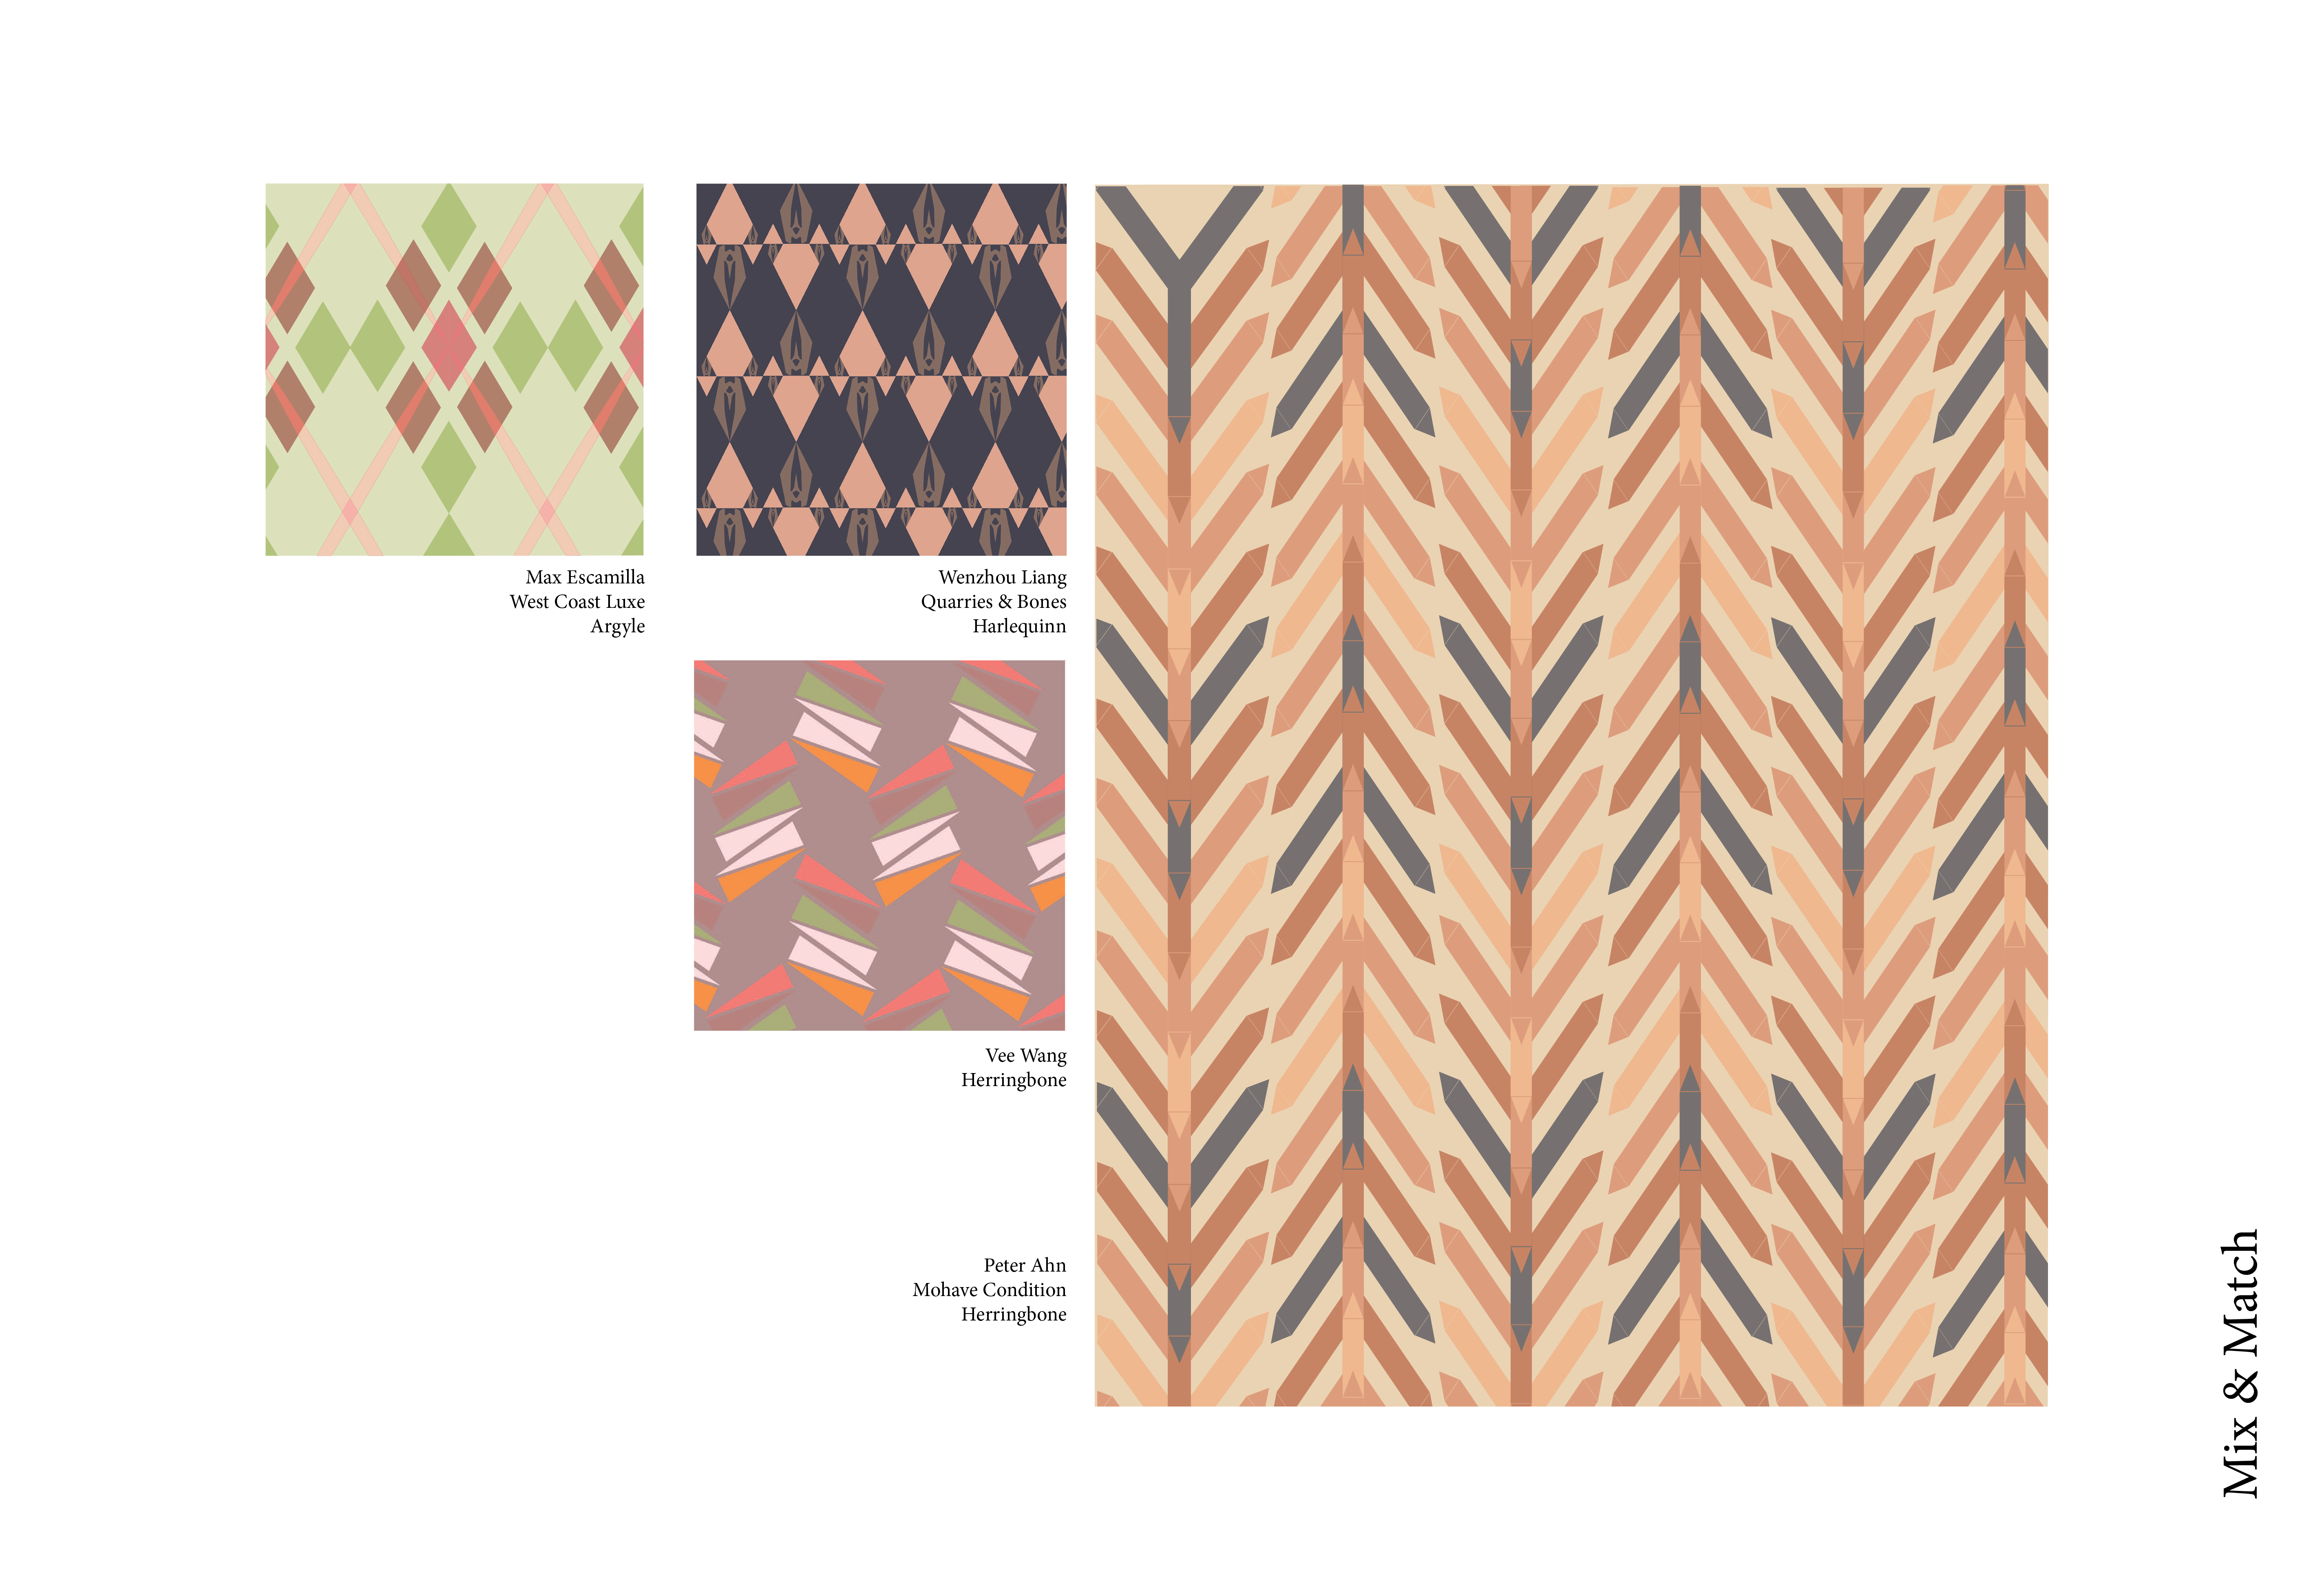 Max Escamilla
West Coast Luxe
Argyle
Wenzhou Liang
Quarries & Bones
Harlequinn
Vee Wang
Herringbone
Peter Ahn
Mohave Condition
Herringbone
Mix & Match